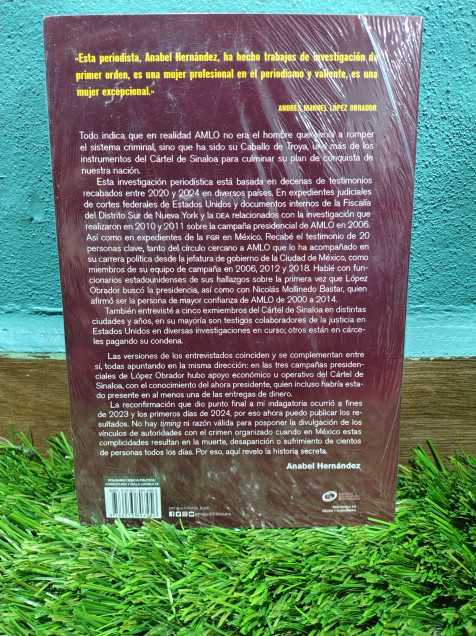 «Esta periodista, Anabel Hernández, ha hecho trabajos de investigación de
primer orden, es una mujer profesional en el periodismo y valiente, es una
mujer excepcional.»
ANDRÉS MANUEL LÓPEZ OBRADOR
Todo indica que en realidad AMLO no era el hombre que venía a romper
el sistema criminal, sino que ha sido su Caballo de Troya, uno más de los
instrumentos del Cártel de Sinaloa para culminar su plan de conquista de
nuestra nación.
Esta investigación periodística está basada en decenas de testimonios
recabados entre 2020 y 2024 en diversos países. En expedientes judiciales
de cortes federales de Estados Unidos y documentos internos de la Fiscalía
del Distrito Sur de Nueva York y la DEA relacionados con la investigación que
realizaron en 2010 y 2011 sobre la campaña presidencial de AMLO en 2006.
Así como en expedientes de la FGR en México. Recabé el testimonio de 20
personas clave, tanto del círculo cercano a AMLO que lo ha acompañado en
su carrera política desde la jefatura de gobierno de la Ciudad de México, como
miembros de su equipo de campaña en 2006, 2012 y 2018. Hablé con fun-
cionarios estadounidenses de sus hallazgos sobre la primera vez que López
Obrador buscó la presidencia, así como con Nicolás Mollinedo Bastar, quien
afirmó ser la persona de mayor confianza de AMLO de 2000 a 2014.
También entrevisté a cinco exmiembros del Cártel de Sinaloa en distintas
ciudades y años, en su mayoría son testigos colaboradores de la justicia en
Estados Unidos en diversas investigaciones en curso; otros están en cárce-
les pagando su condena.
Las versiones de los entrevistados coinciden y se complementan entre
sí, todas apuntando en la misma dirección: en las tres campañas presiden-
ciales de López Obrador hubo apoyo económico u operativo del Cártel de
Sinaloa, con el conocimiento del ahora presidente, quien incluso habría esta-
do presente en al menos una de las entregas de dinero.
La reconfirmación que dio punto final a mi indagatoria ocurrió a fines
de 2023 y los primeros días de 2024, por eso ahora puedo publicar los re-
sultados. No hay timing ni razón válida para posponer la divulgación de los
vínculos de autoridades con el crimen organizado cuando en México estas
complicidades resultan en la muerte, desaparición o sufrimiento de cientos
de personas todos los días. Por eso, aquí revelo la historia secreta.
Anabel Hernández